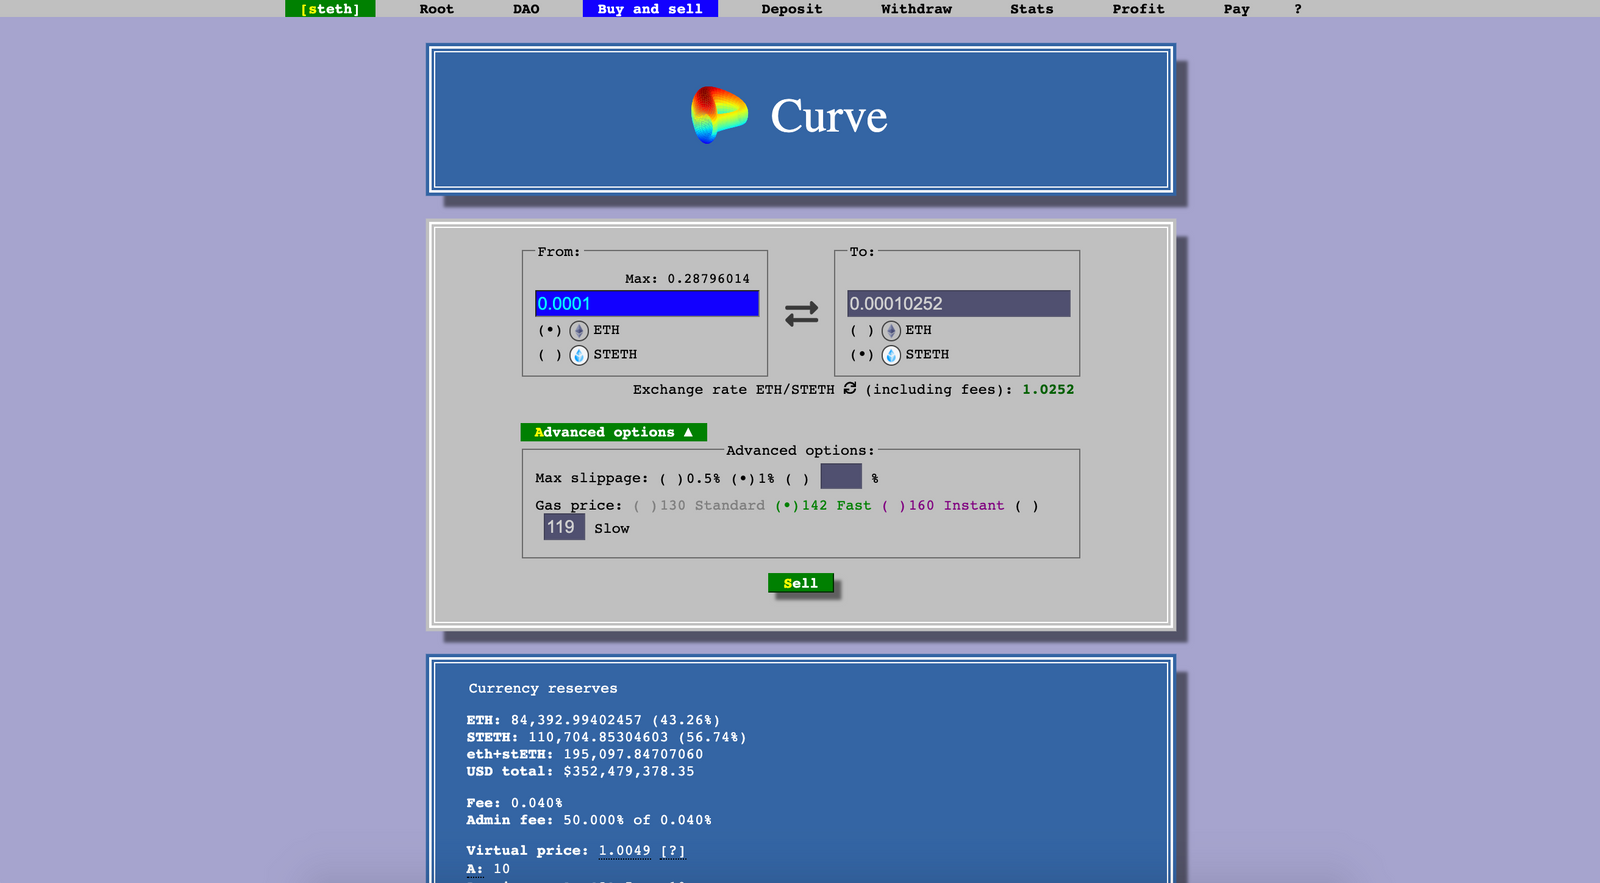 [steth] Root DAO Buy and sell Deposit Withdraw Stats Profit Pay ?
Curve
From:
Max: 0.28796014
0.0001
(•) ETH
( ) STETH
To:
0.00010252
( ) ETH
(•) STETH
Exchange rate ETH/STETH (including fees): 1.0252
Advanced options ▲
Advanced options:
Max slippage: ( )0.5% (•)1% ( ) %
Gas price: ( )130 Standard (•)142 Fast ( )160 Instant ( )
119 Slow
Sell
Currency reserves
ETH: 84,392.99402457 (43.26%)
STETH: 110,704.85304603 (56.74%)
eth+stETH: 195,097.84707060
USD total: $352,479,378.35
Fee: 0.040%
Admin fee: 50.000% of 0.040%
Virtual price: 1.0049 [?]
A: 10